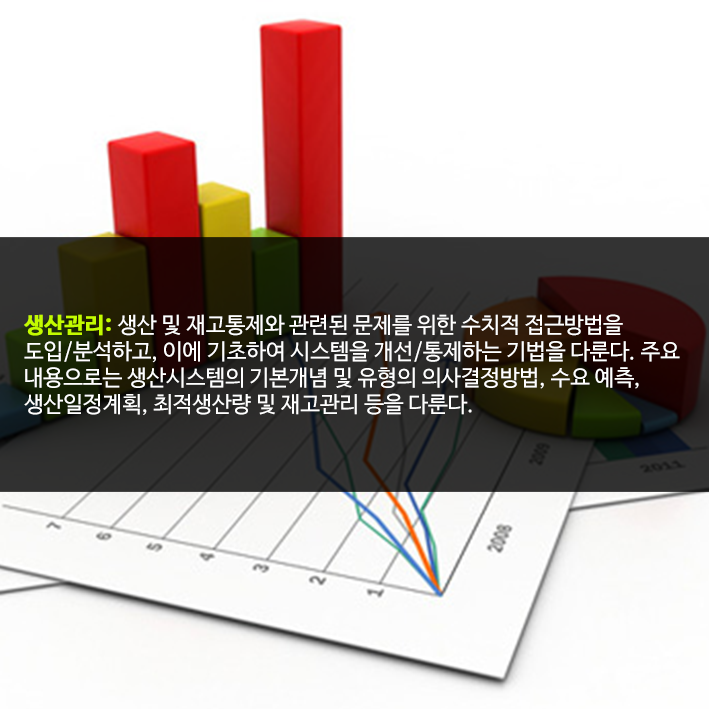 생산관리: 생산 및 재고통제와 관련된 문제를 위한 수치적 접근방법을
도입/분석하고, 이에 기초하여 시스템을 개선/통제하는 기법을 다룬다. 주요
내용으로는 생산시스템의 기본개념 및 유형의 의사결정방법, 수요 예측,
생산일정계획, 최적생산량 및 재고관리 등을 다룬다.
2009
2011
2008
7
6
5
4
3
2
1